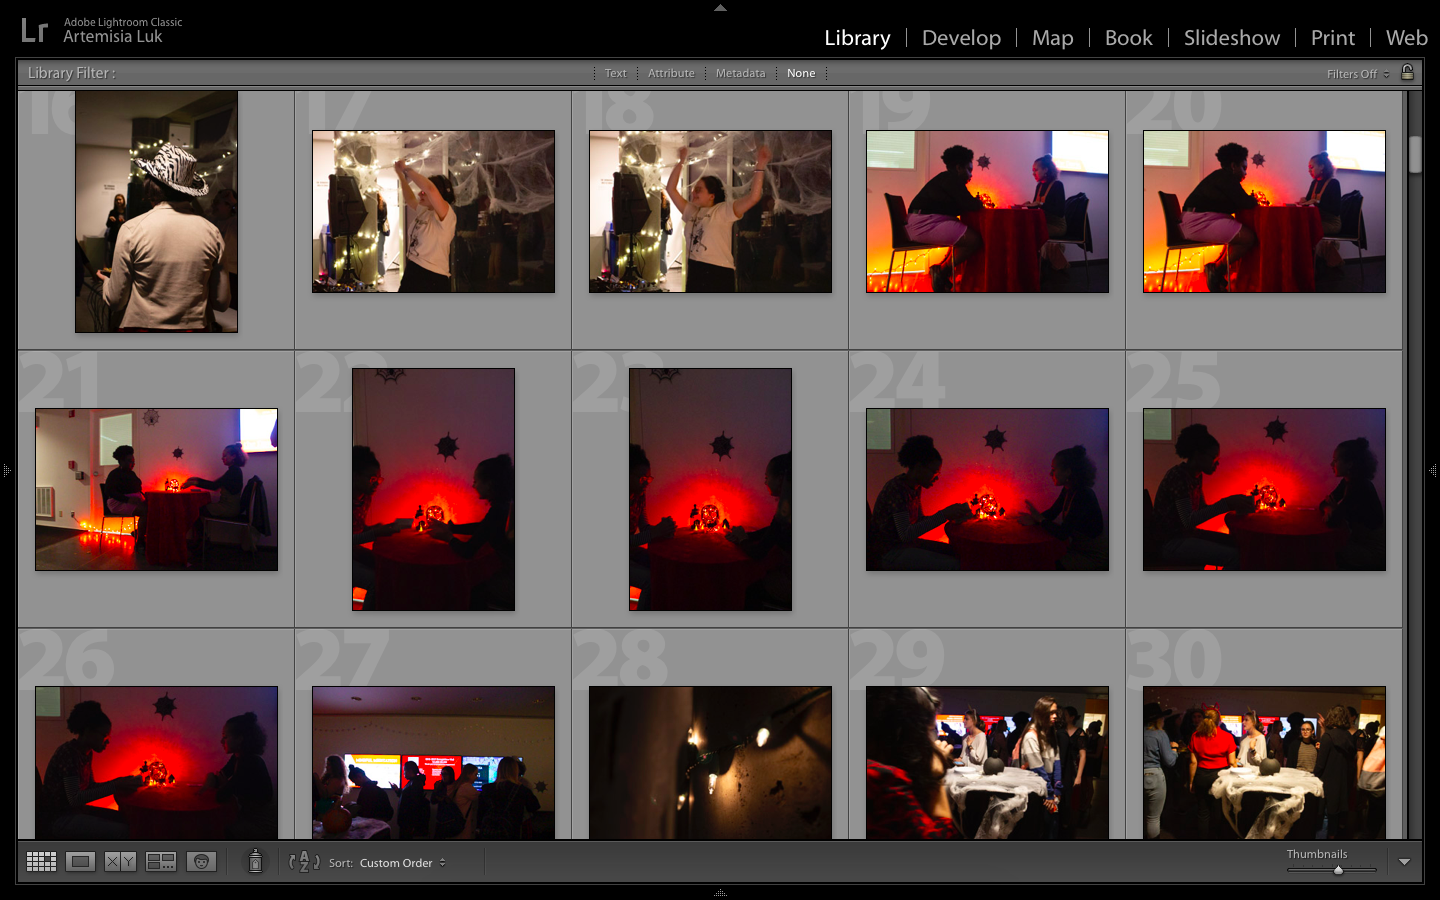 Lr
Adobe Lightroom Classic
Artemisia Luk
Library
Develop
Map
Book
Slideshow
Print
Web
Library Filter :
Text
Attribute
Metadata
None
Filters Off
16
17
18
19
20
21
22
23
24
25
26
27
28
29
30
XY
AZ
Sort: Custom Order
Thumbnails